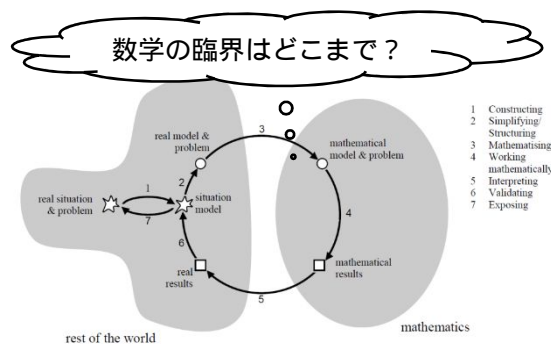 数学の臨界はどこまで？
real model &
problem
3
mathematical
model & problem
1 Constructing
2 Simplifying/
Structuring
3 Mathematising
4 Working
mathematically
5 Interpreting
6 Validating
7 Exposing
real situation
& problem
1
7
2
situation
model
4
6
real
results
5
mathematical
results
rest of the world
mathematics